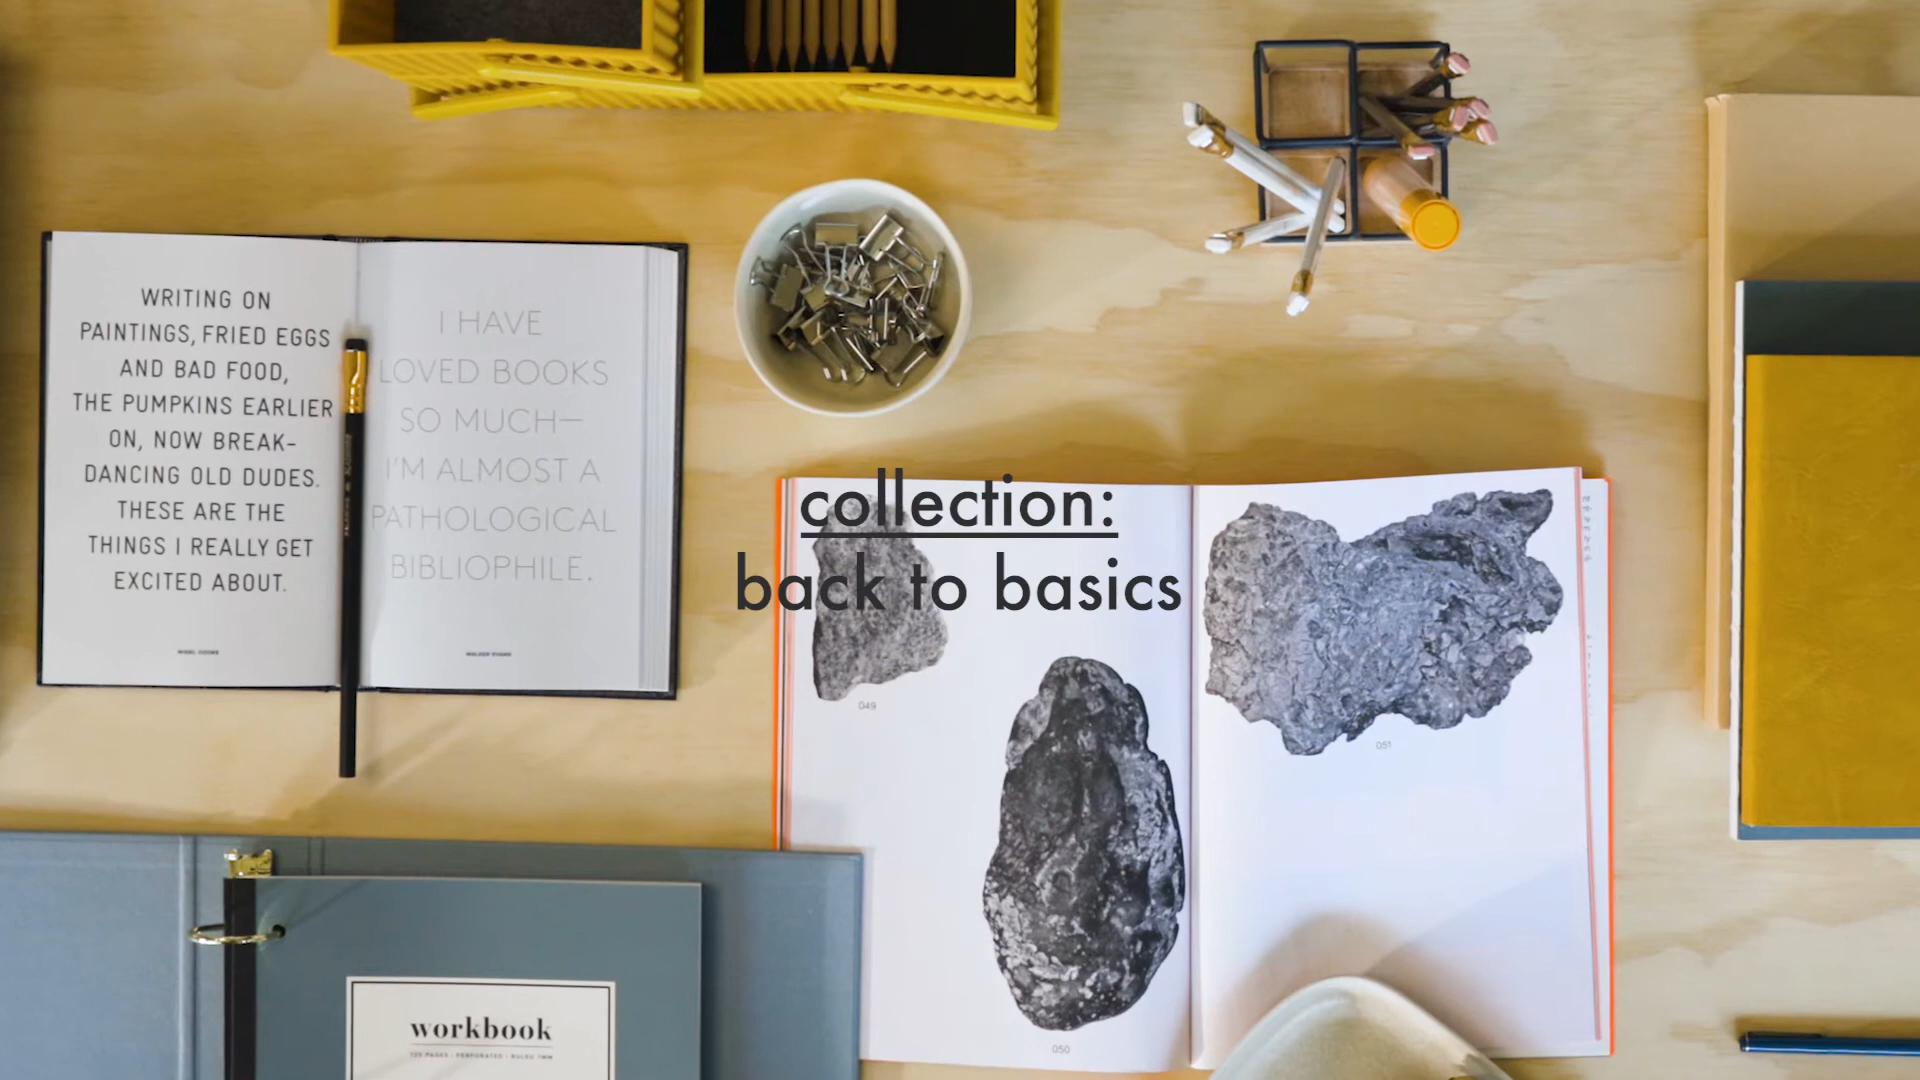 WRITING ON
PAINTINGS, FRIED EGGS
AND BAD FOOD,
THE PUMPKINS EARLIER
ON, NOW BREAK-
DANCING OLD DUDES.
THESE ARE THE
THINGS I REALLY GET
EXCITED ABOUT.
I HAVE
LOVED BOOKS
SO MUCH—
I'M ALMOST A
PATHOLOGICAL
BIBLIOPHILE.
WALKER EVANS
collection:
back to basics
049
050
051
workbook